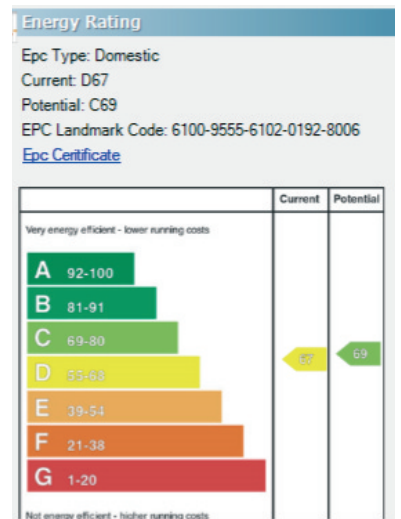 Energy Rating
Epc Type: Domestic
Current: D67
Potential: C69
EPC Landmark Code: 6100-9555-6102-0192-8006
Epc Certificate
Current Potential
Very energy efficient - lower running costs
A 92-100
B 81-91
C 69-80
D 55-68
E 39-54
F 21-38
G 1-20
67 69
Not energy efficient - higher running costs